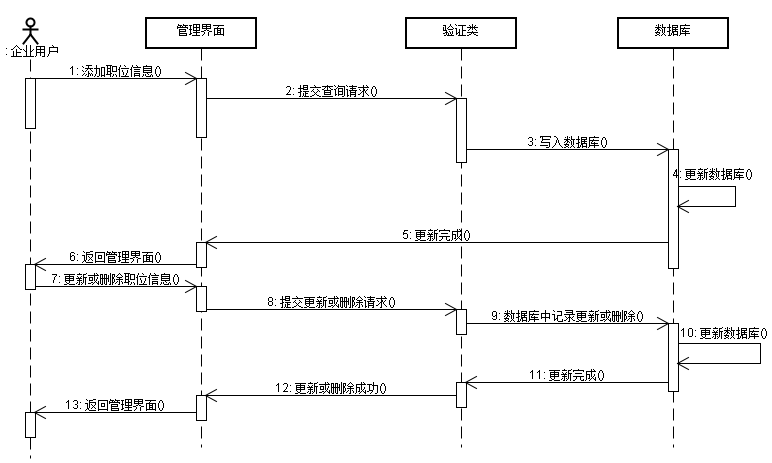 管理界面
验证类
数据库
: 企业用户
1: 添加职位信息()
2: 提交查询请求()
3: 写入数据库()
4: 更新数据库()
5: 更新完成()
6: 返回管理界面()
7: 更新或删除职位信息()
8: 提交更新或删除请求()
9: 数据库中记录更新或删除()
10: 更新数据库()
11: 更新完成()
12: 更新或删除成功()
13: 返回管理界面()